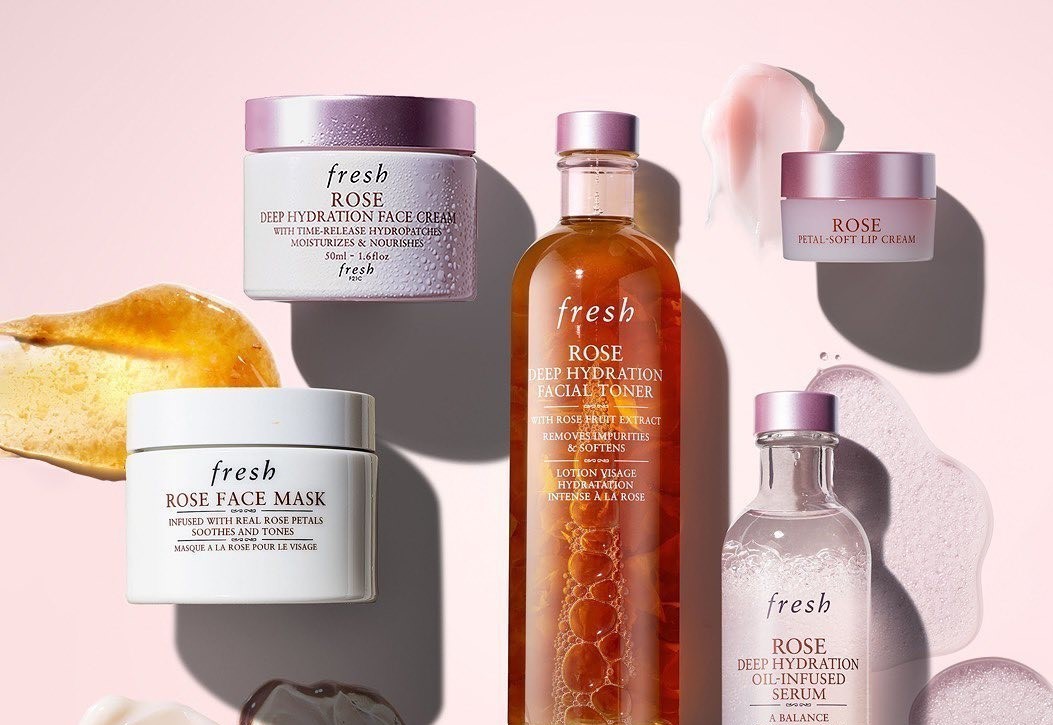 fresh
ROSE
DEEP HYDRATION FACE CREAM
WITH TIME-RELEASE HYDROPATCHES
MOISTURIZES & NOURISHES
50ml - 1.6floz
fresh
F21C
fresh
ROSE FACE MASK
INFUSED WITH REAL ROSE PETALS
SOOTHES AND TONES
MASQUE A LA ROSE POUR LE VISAGE
fresh
ROSE
DEEP HYDRATION
FACIAL TONER
WITH ROSE FRUIT EXTRACT
REMOVES IMPURITIES
& SOFTENS
LOTION VISAGE
HYDRATATION
INTENSE À LA ROSE
ROSE
PETAL-SOFT LIP CREAM
fresh
ROSE
DEEP HYDRATION
OIL-INFUSED
SERUM
A BALANCE